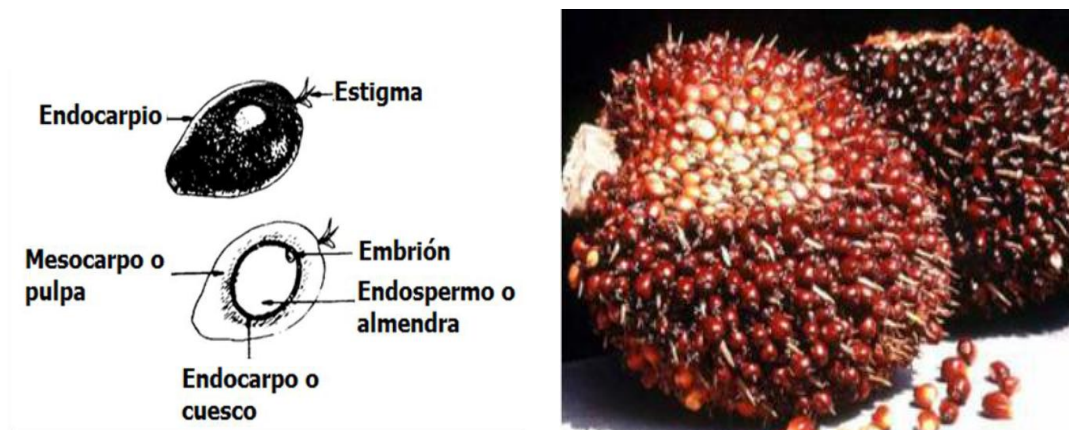 Estigma
Endocarpio
Embrión
Mesocarpo o
pulpa
Endospermo o
almendra
Endocarpo o
cuesco